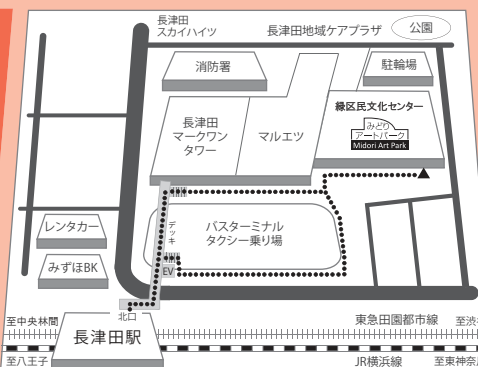 長津田
スカイハイツ
長津田地域ケアプラザ
公園
消防署
駐輪場
緑区民文化センター
みどり
アートパーク
Midori Art Park
長津田
マークワン
タワー
マルエツ
デッキ
バスターミナル
タクシー乗り場
レンタカー
みずほBK
EV
北口
至中央林間
東急田園都市線
至渋
長津田駅
至八王子
JR横浜線
至東神奈